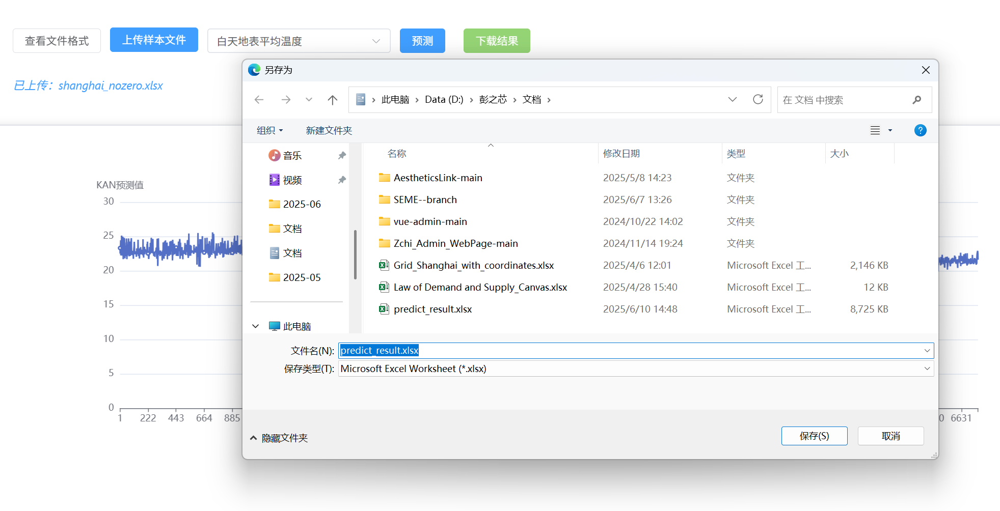 查看文件格式
上传样本文件
白天地表平均温度
预测
下载结果
已上传：shanghai_nozero.xlsx
另存为
此电脑 › Data (D:) › 彭之芯 › 文档 ›
在 文档 中搜索
组织
新建文件夹
音乐
视频
2025-06
文档
文档
2025-05
此电脑
名称 修改日期 类型 大小
AestheticsLink-main 2025/5/8 14:23 文件夹
SEME--branch 2025/6/7 13:26 文件夹
vue-admin-main 2024/10/22 14:02 文件夹
Zchi_Admin_WebPage-main 2024/11/14 19:24 文件夹
Grid_Shanghai_with_coordinates.xlsx 2025/4/6 12:01 Microsoft Excel 工... 2,146 KB
Law of Demand and Supply_Canvas.xlsx 2025/4/28 15:40 Microsoft Excel 工... 12 KB
predict_result.xlsx 2025/6/10 14:48 Microsoft Excel 工... 8,725 KB
文件名(N): predict_result.xlsx
保存类型(T): Microsoft Excel Worksheet (*.xlsx)
隐藏文件夹
保存(S)
取消
KAN预测值
30
25
20
15
10
5
0
1 222 443 664 885 0 6631